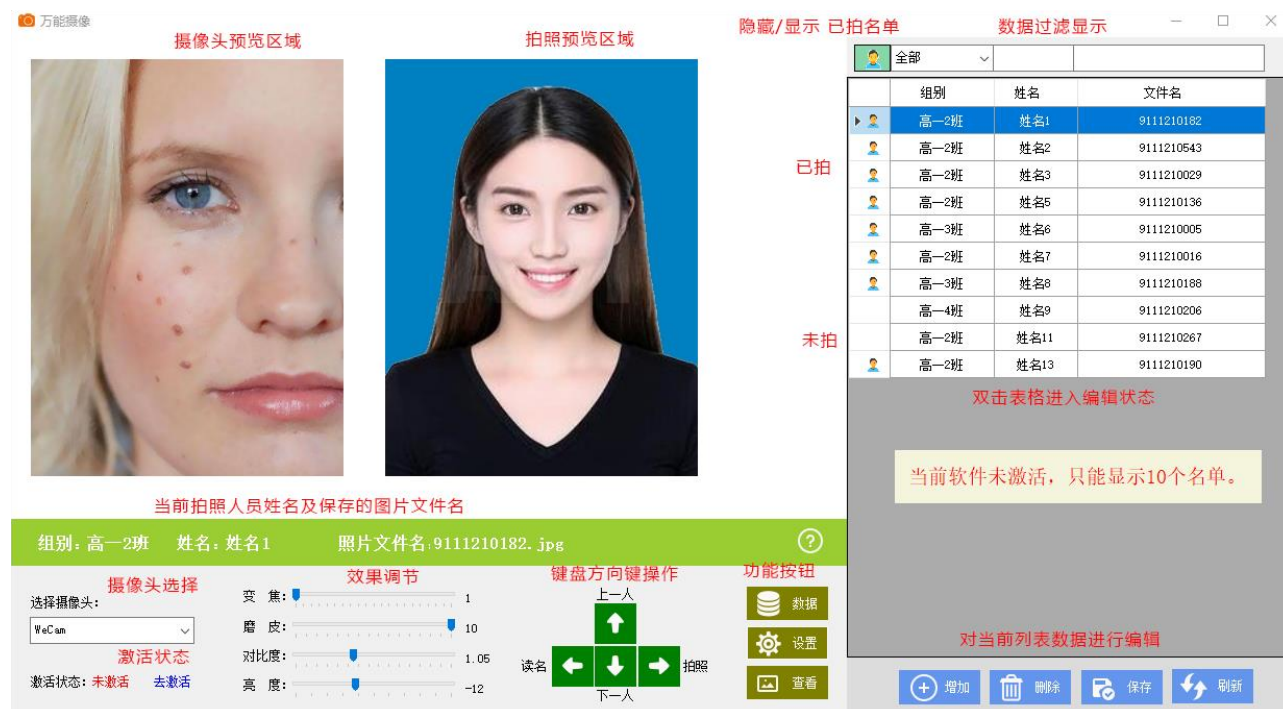 万能摄像
摄像头预览区域
拍照预览区域
隐藏/显示 已拍名单
数据过滤显示
全部
组别 姓名 文件名
高一2班 姓名1 9111210182
高一2班 姓名2 9111210543
高一2班 姓名3 9111210029
高一2班 姓名5 9111210136
高一3班 姓名6 9111210005
高一2班 姓名7 9111210016
高一3班 姓名8 9111210188
高一4班 姓名9 9111210206
高一2班 姓名11 9111210267
高一2班 姓名13 9111210190
已拍
未拍
双击表格进入编辑状态
当前软件未激活，只能显示10个名单。
当前拍照人员姓名及保存的图片文件名
组别：高一2班 姓名：姓名1 照片文件名:9111210182.jpg ?
摄像头选择
选择摄像头：
WeCam
激活状态
激活状态：未激活 去激活
效果调节
变 焦： 1
磨 皮： 10
对比度： 1.05
亮 度： -12
键盘方向键操作
上一人
读名 拍照
下一人
功能按钮
数据
设置
查看
对当前列表数据进行编辑
增加 删除 保存 刷新